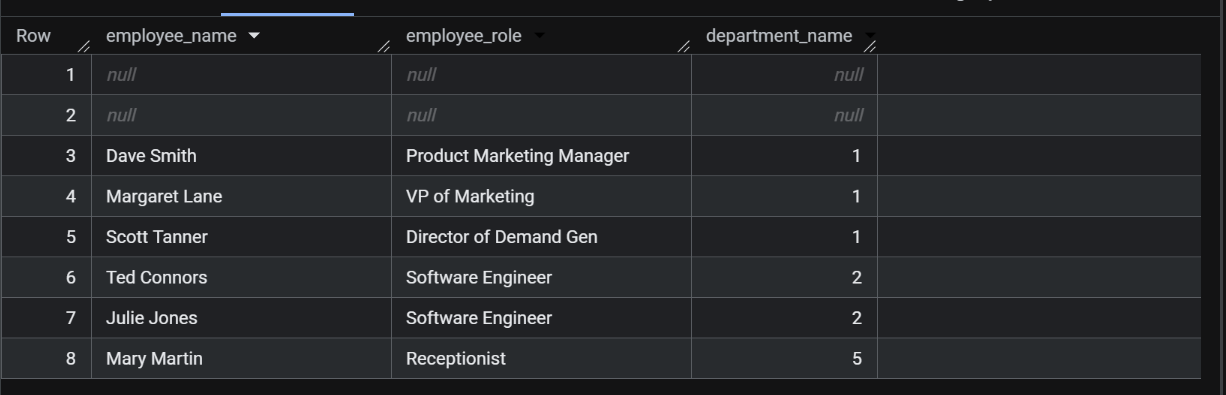 Row employee_name employee_role department_name
1 null null null
2 null null null
3 Dave Smith Product Marketing Manager 1
4 Margaret Lane VP of Marketing 1
5 Scott Tanner Director of Demand Gen 1
6 Ted Connors Software Engineer 2
7 Julie Jones Software Engineer 2
8 Mary Martin Receptionist 5